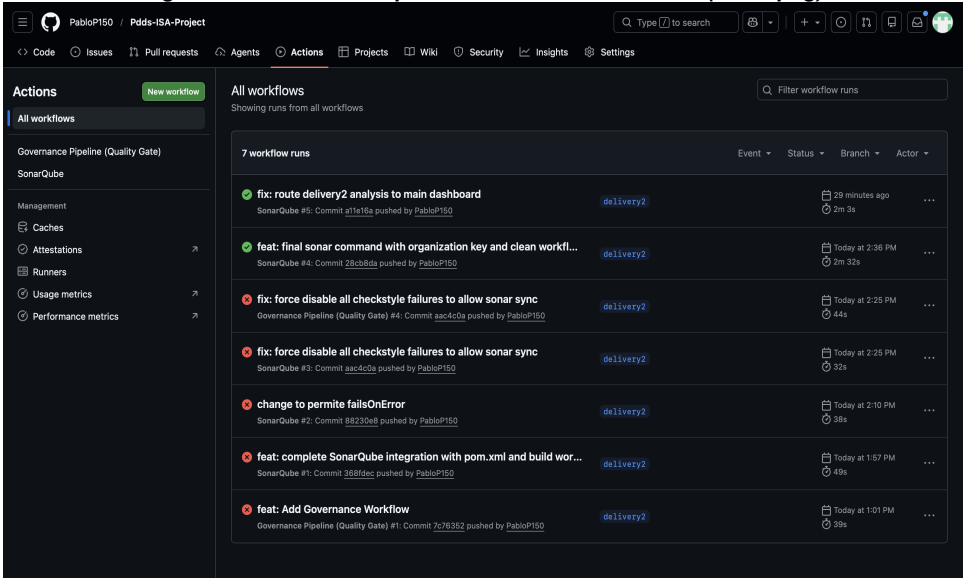 PabloP150 / Pdds-ISA-Project
Type / to search
Code Issues Pull requests Agents Actions Projects Wiki Security Insights Settings
Actions
New workflow
All workflows
Governance Pipeline (Quality Gate)
SonarQube
Management
Caches
Attestations
Runners
Usage metrics
Performance metrics
All workflows
Showing runs from all workflows
Filter workflow runs
7 workflow runs
Event Status Branch Actor
fix: route delivery2 analysis to main dashboard
SonarQube #5: Commit a11e16a pushed by PabloP150
delivery2
29 minutes ago
2m 3s
feat: final sonar command with organization key and clean workfl...
SonarQube #4: Commit 28cb8da pushed by PabloP150
delivery2
Today at 2:36 PM
2m 32s
fix: force disable all checkstyle failures to allow sonar sync
Governance Pipeline (Quality Gate) #4: Commit aac4c0a pushed by PabloP150
delivery2
Today at 2:25 PM
44s
fix: force disable all checkstyle failures to allow sonar sync
SonarQube #3: Commit aac4c0a pushed by PabloP150
delivery2
Today at 2:25 PM
32s
change to permite failsOnError
SonarQube #2: Commit 88230e8 pushed by PabloP150
delivery2
Today at 2:10 PM
38s
feat: complete SonarQube integration with pom.xml and build wor...
SonarQube #1: Commit 368fdec pushed by PabloP150
delivery2
Today at 1:57 PM
49s
feat: Add Governance Workflow
Governance Pipeline (Quality Gate) #1: Commit 7c76352 pushed by PabloP150
delivery2
Today at 1:01 PM
39s